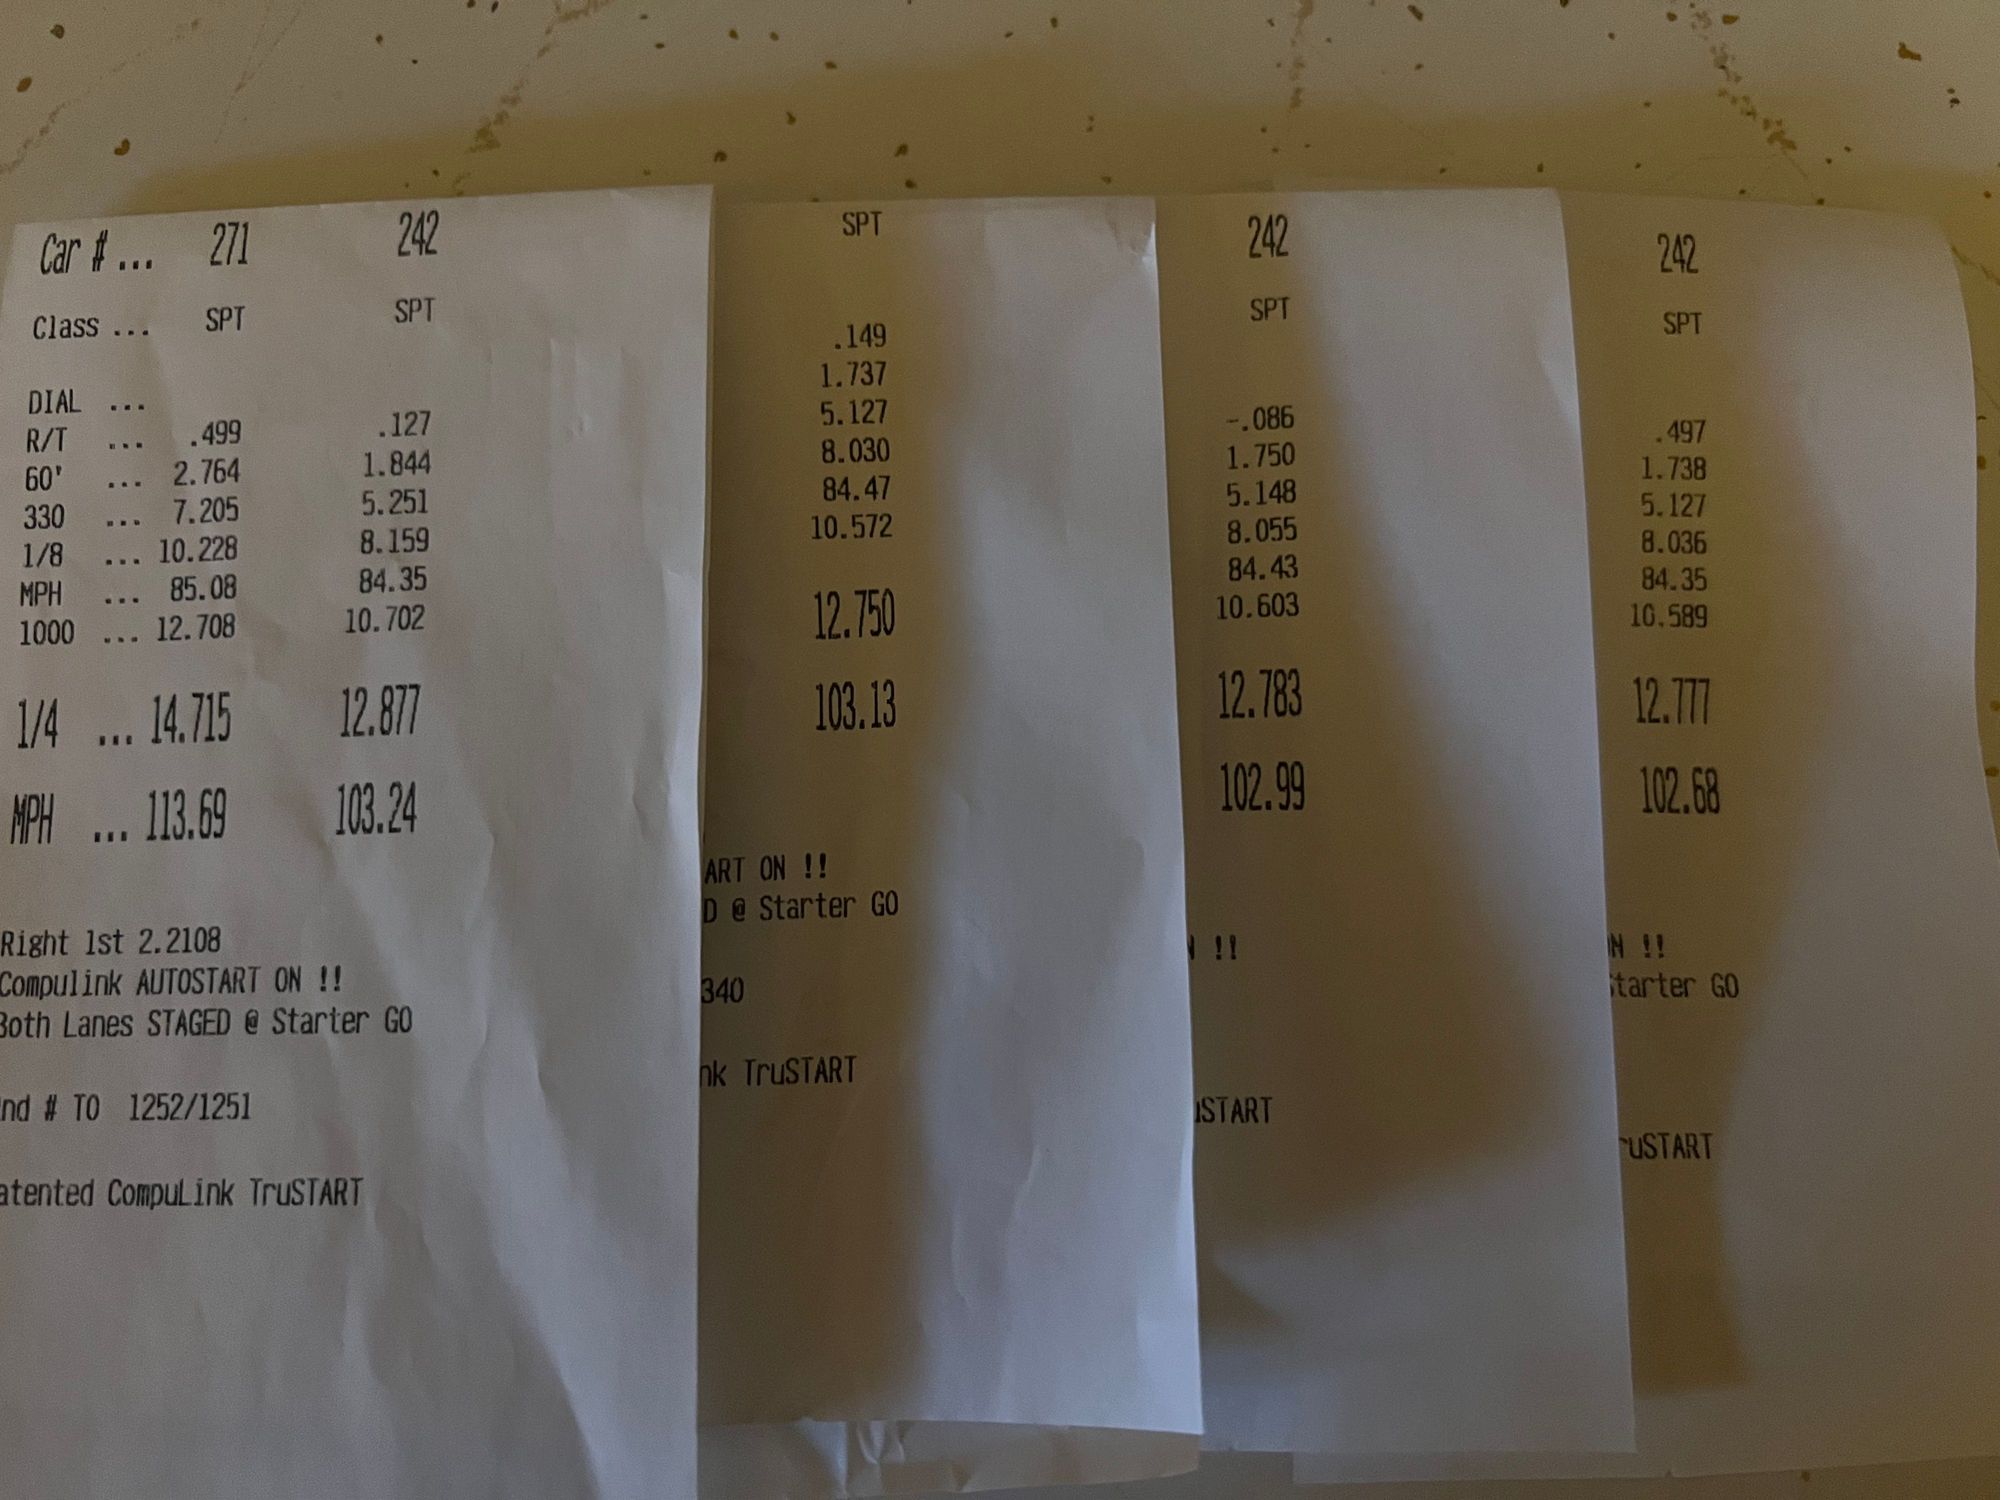 Car # ... 271 242
Class ... SPT SPT
DIAL ...
R/T ... .499 .127
60' ... 2.764 1.844
330 ... 7.205 5.251
1/8 ... 10.228 8.159
MPH ... 85.08 84.35
1000 ... 12.708 10.702
1/4 ... 14.715 12.877
MPH ... 113.69 103.24
Right 1st 2.2108
Compulink AUTOSTART ON !!
Both Lanes STAGED @ Starter GO
nd # TO 1252/1251
atented CompuLink TruSTART
SPT
.149
1.737
5.127
8.030
84.47
10.572
12.750
103.13
ART ON !!
D @ Starter GO
340
nk TruSTART
242
SPT
-.086
1.750
5.148
8.055
84.43
10.603
12.783
102.99
N !!
uSTART
242
SPT
.497
1.738
5.127
8.036
84.35
10.589
12.777
102.68
N !!
Starter GO
ruSTART